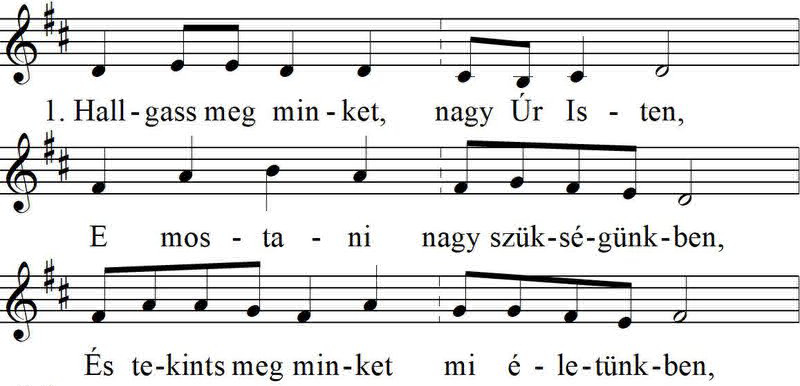 1. Hall - gass meg min - ket, nagy Úr Is - ten,
E mos - ta - ni nagy szük-sé-günk-ben,
És te-kints meg min-ket mi é - le-tünk-ben,